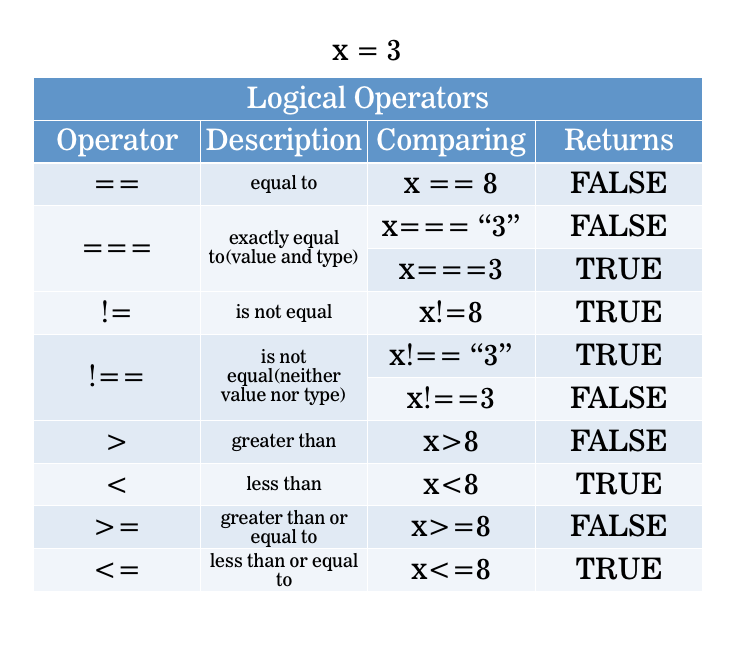 x = 3
Logical Operators
Operator Description Comparing Returns
== equal to x == 8 FALSE
=== exactly equal to(value and type) x=== “3” FALSE
x===3 TRUE
!= is not equal x!=8 TRUE
!== is not equal(neither value nor type) x!== “3” TRUE
x!==3 FALSE
> greater than x>8 FALSE
< less than x<8 TRUE
>= greater than or equal to x>=8 FALSE
<= less than or equal to x<=8 TRUE